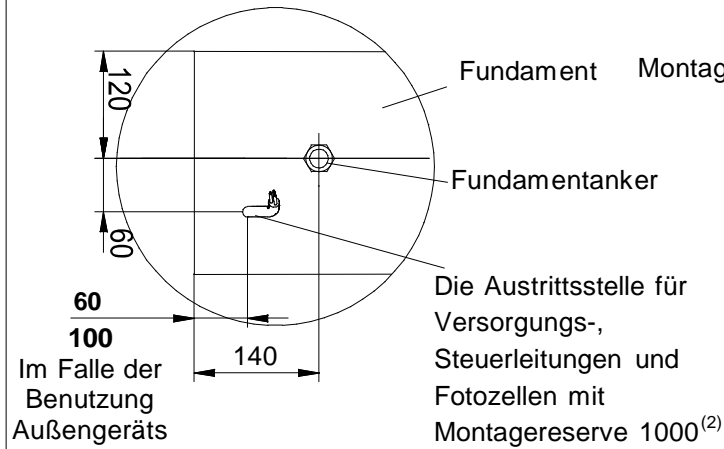 120
Fundament Montag
Fundamentanker
60
60
100
Im Falle der
Benutzung
Außengeräts
140
Die Austrittsstelle für
Versorgungs-,
Steuerleitungen und
Fotozellen mit
Montagereserve 1000(2)